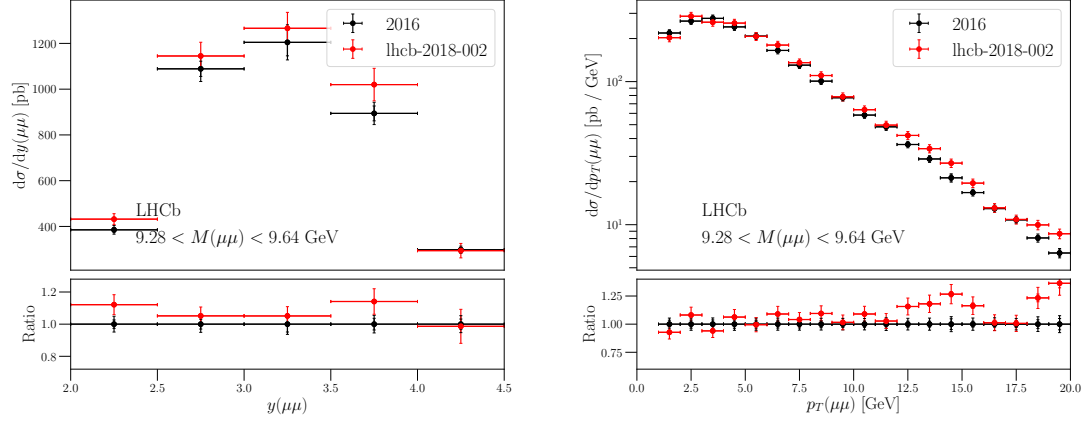 2016
lhcb-2018-002
dσ/dy(μμ) [pb]
1200
1000
800
600
400
LHCb
9.28 < M(μμ) < 9.64 GeV
Ratio
1.2
1.0
0.8
2.0 2.5 3.0 3.5 4.0 4.5
y(μμ)
2016
lhcb-2018-002
dσ/dp_T(μμ) [pb / GeV]
10²
10¹
LHCb
9.28 < M(μμ) < 9.64 GeV
Ratio
1.25
1.00
0.75
0.0 2.5 5.0 7.5 10.0 12.5 15.0 17.5 20.0
p_T(μμ) [GeV]